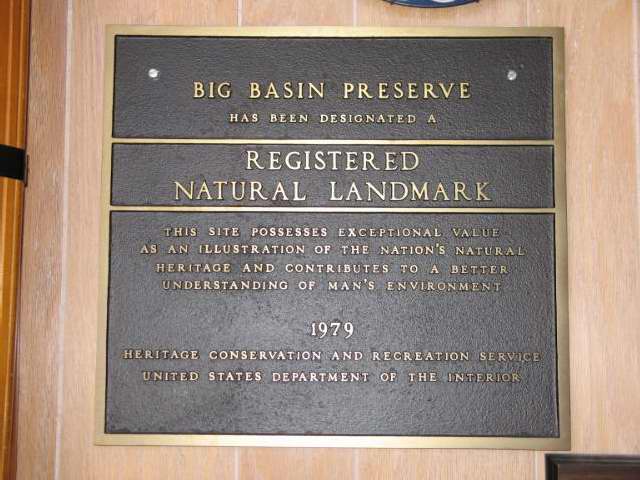 BIG BASIN PRESERVE
HAS BEEN DESIGNATED A
REGISTERED
NATURAL LANDMARK
THIS SITE POSSESSES EXCEPTIONAL VALUE
AS AN ILLUSTRATION OF THE NATION'S NATURAL
HERITAGE AND CONTRIBUTES TO A BETTER
UNDERSTANDING OF MAN'S ENVIRONMENT
1979
HERITAGE CONSERVATION AND RECREATION SERVICE
UNITED STATES DEPARTMENT OF THE INTERIOR